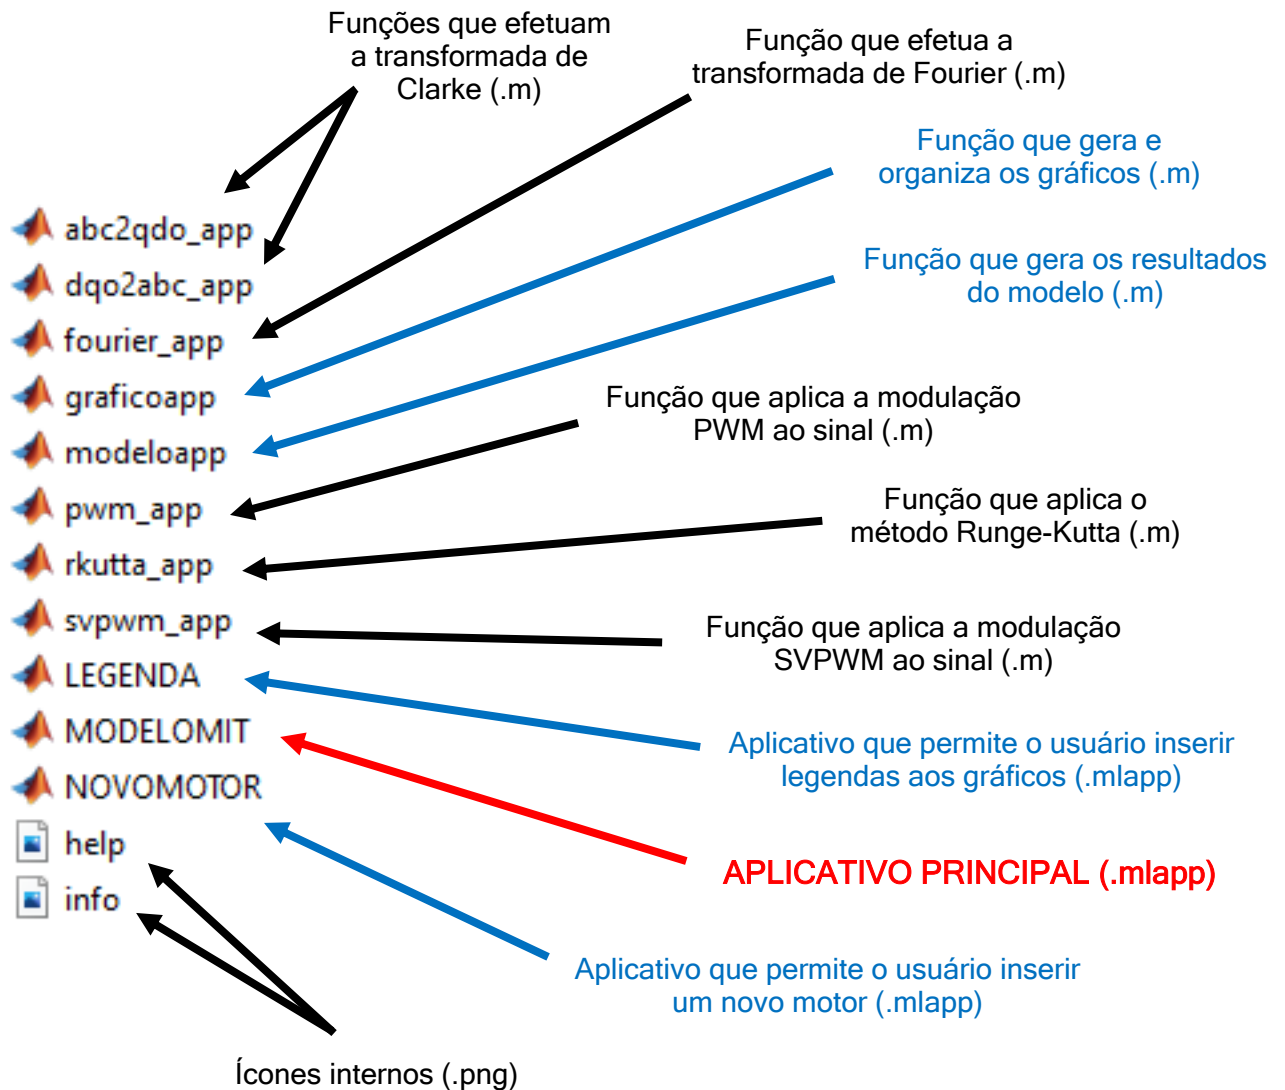 Funções que efetuam
a transformada de
Clarke (.m)
Função que efetua a
transformada de Fourier (.m)
Função que gera e
organiza os gráficos (.m)
abc2qdo_app
dqo2abc_app
fourier_app
graficoapp
modeloapp
pwm_app
rkutta_app
svpwm_app
LEGENDA
MODELOMIT
NOVOMOTOR
help
info
Função que gera os resultados
do modelo (.m)
Função que aplica a modulação
PWM ao sinal (.m)
Função que aplica o
método Runge-Kutta (.m)
Função que aplica a modulação
SVPWM ao sinal (.m)
Aplicativo que permite o usuário inserir
legendas aos gráficos (.mlapp)
APLICATIVO PRINCIPAL (.mlapp)
Aplicativo que permite o usuário inserir
um novo motor (.mlapp)
Ícones internos (.png)